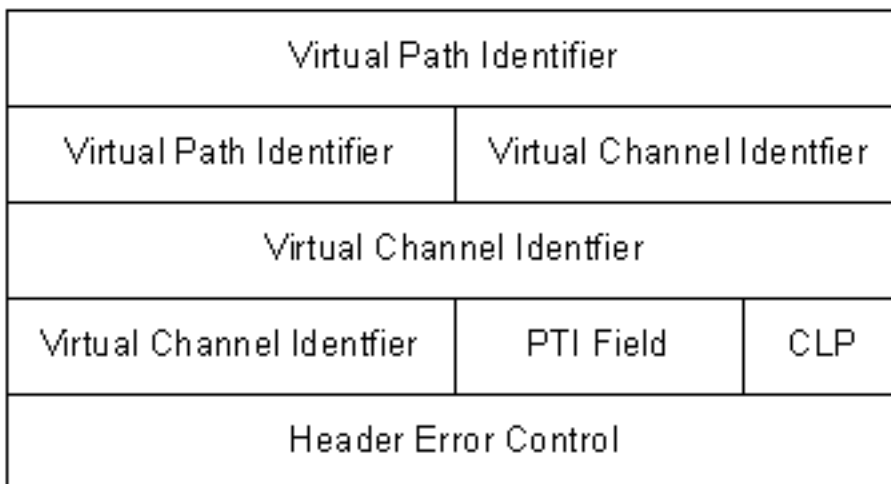 Virtual Path Identifier
Virtual Path Identifier Virtual Channel Identfier
Virtual Channel Identfier
Virtual Channel Identfier PTI Field CLP
Header Error Control